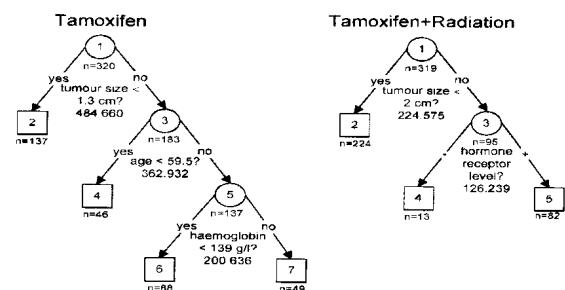 Tamoxifen
1
n=320
yes no
tumour size <
1.3 cm?
484 660
2
n=137
3
n=183
yes no
age < 59.5?
362.932
4
n=46
5
n=137
yes no
haemoglobin
< 139 g/l?
200 636
6
n=88
7
n=49
Tamoxifen+Radiation
1
n=319
yes no
tumour size <
2 cm?
224.575
2
n=224
3
n=95
- +
hormone
receptor
level?
126.239
4
n=13
5
n=82